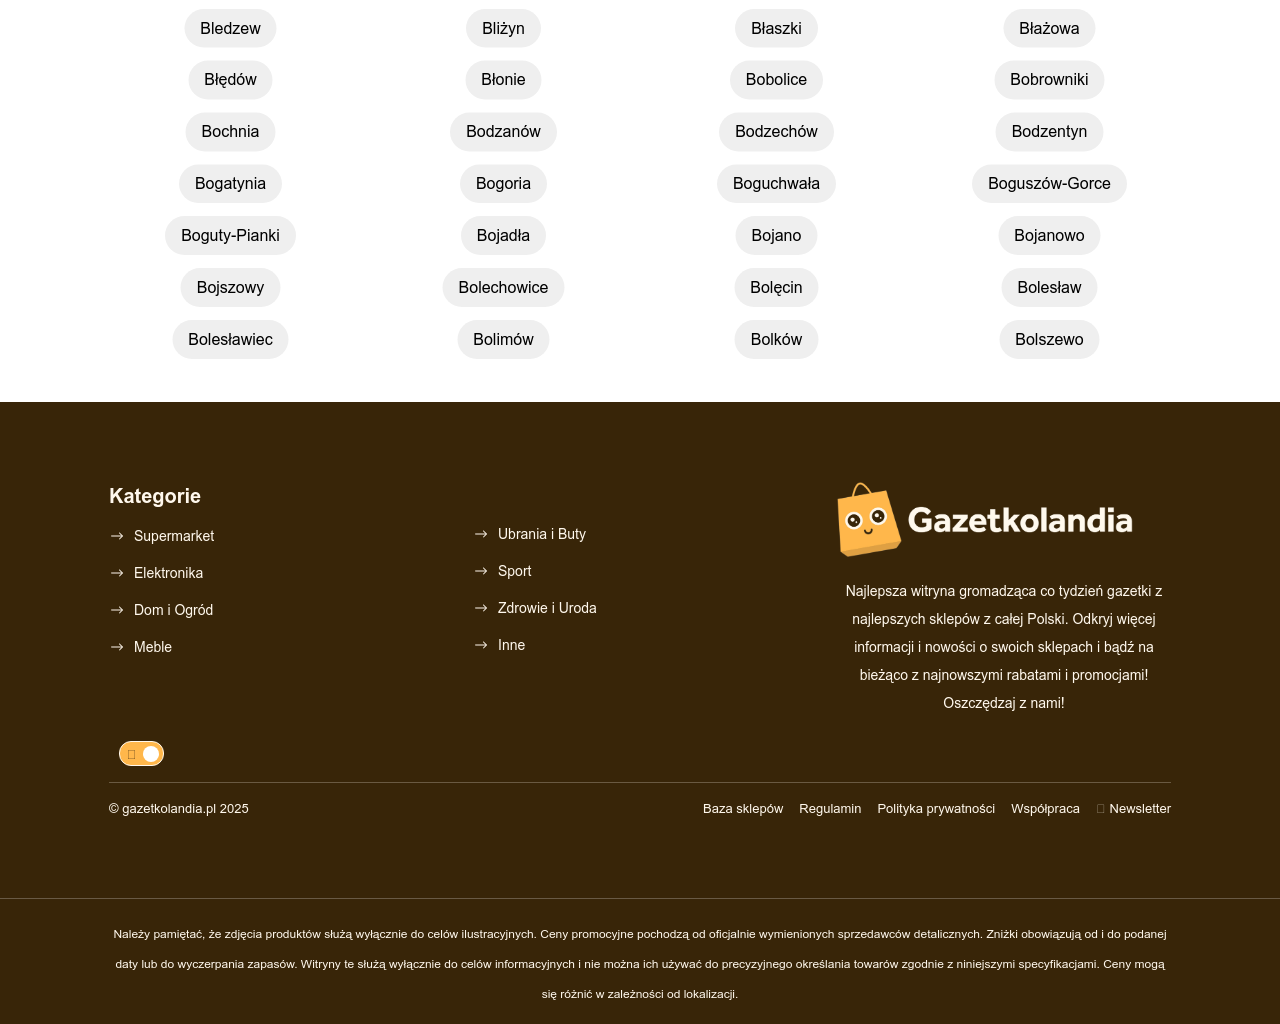 Bledzew
Bliżyn
Błaszki
Błażowa
Błędów
Błonie
Bobolice
Bobrowniki
Bochnia
Bodzanów
Bodzechów
Bodzentyn
Bogatynia
Bogoria
Boguchwała
Boguszów-Gorce
Boguty-Pianki
Bojadła
Bojano
Bojanowo
Bojszowy
Bolechowice
Bolęcin
Bolesław
Bolesławiec
Bolimów
Bolków
Bolszewo
Kategorie
Supermarket
Elektronika
Dom i Ogród
Meble
Ubrania i Buty
Sport
Zdrowie i Uroda
Inne
Gazetkolandia
Najlepsza witryna gromadząca co tydzień gazetki z
najlepszych sklepów z całej Polski. Odkryj więcej
informacji i nowości o swoich sklepach i bądź na
bieżąco z najnowszymi rabatami i promocjami!
Oszczędzaj z nami!
© gazetkolandia.pl 2025
Baza sklepów
Regulamin
Polityka prywatności
Współpraca
Newsletter
Należy pamiętać, że zdjęcia produktów służą wyłącznie do celów ilustracyjnych. Ceny promocyjne pochodzą od oficjalnie wymienionych sprzedawców detalicznych. Zniżki obowiązują od i do podanej
daty lub do wyczerpania zapasów. Witryny te służą wyłącznie do celów informacyjnych i nie można ich używać do precyzyjnego określania towarów zgodnie z niniejszymi specyfikacjami. Ceny mogą
się różnić w zależności od lokalizacji.